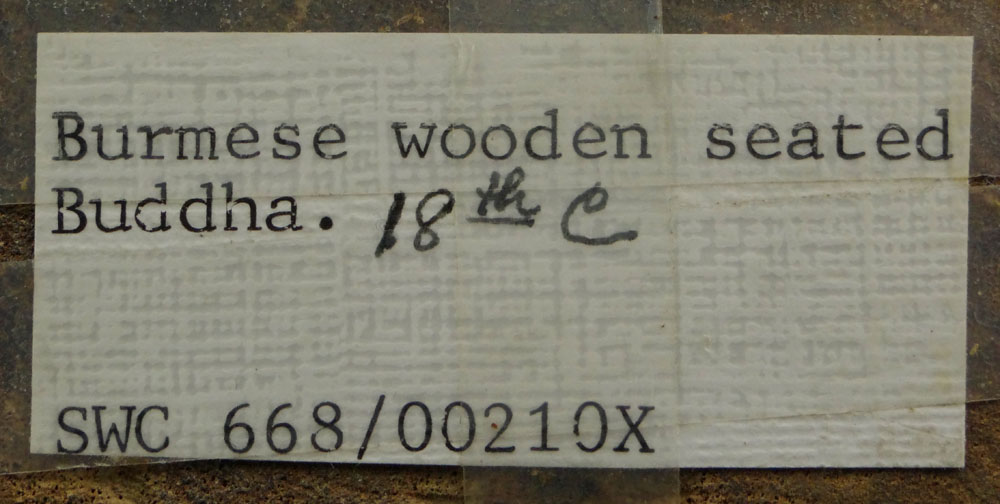 Burmese wooden seated
Buddha. 18th C
SWC 668/00210X